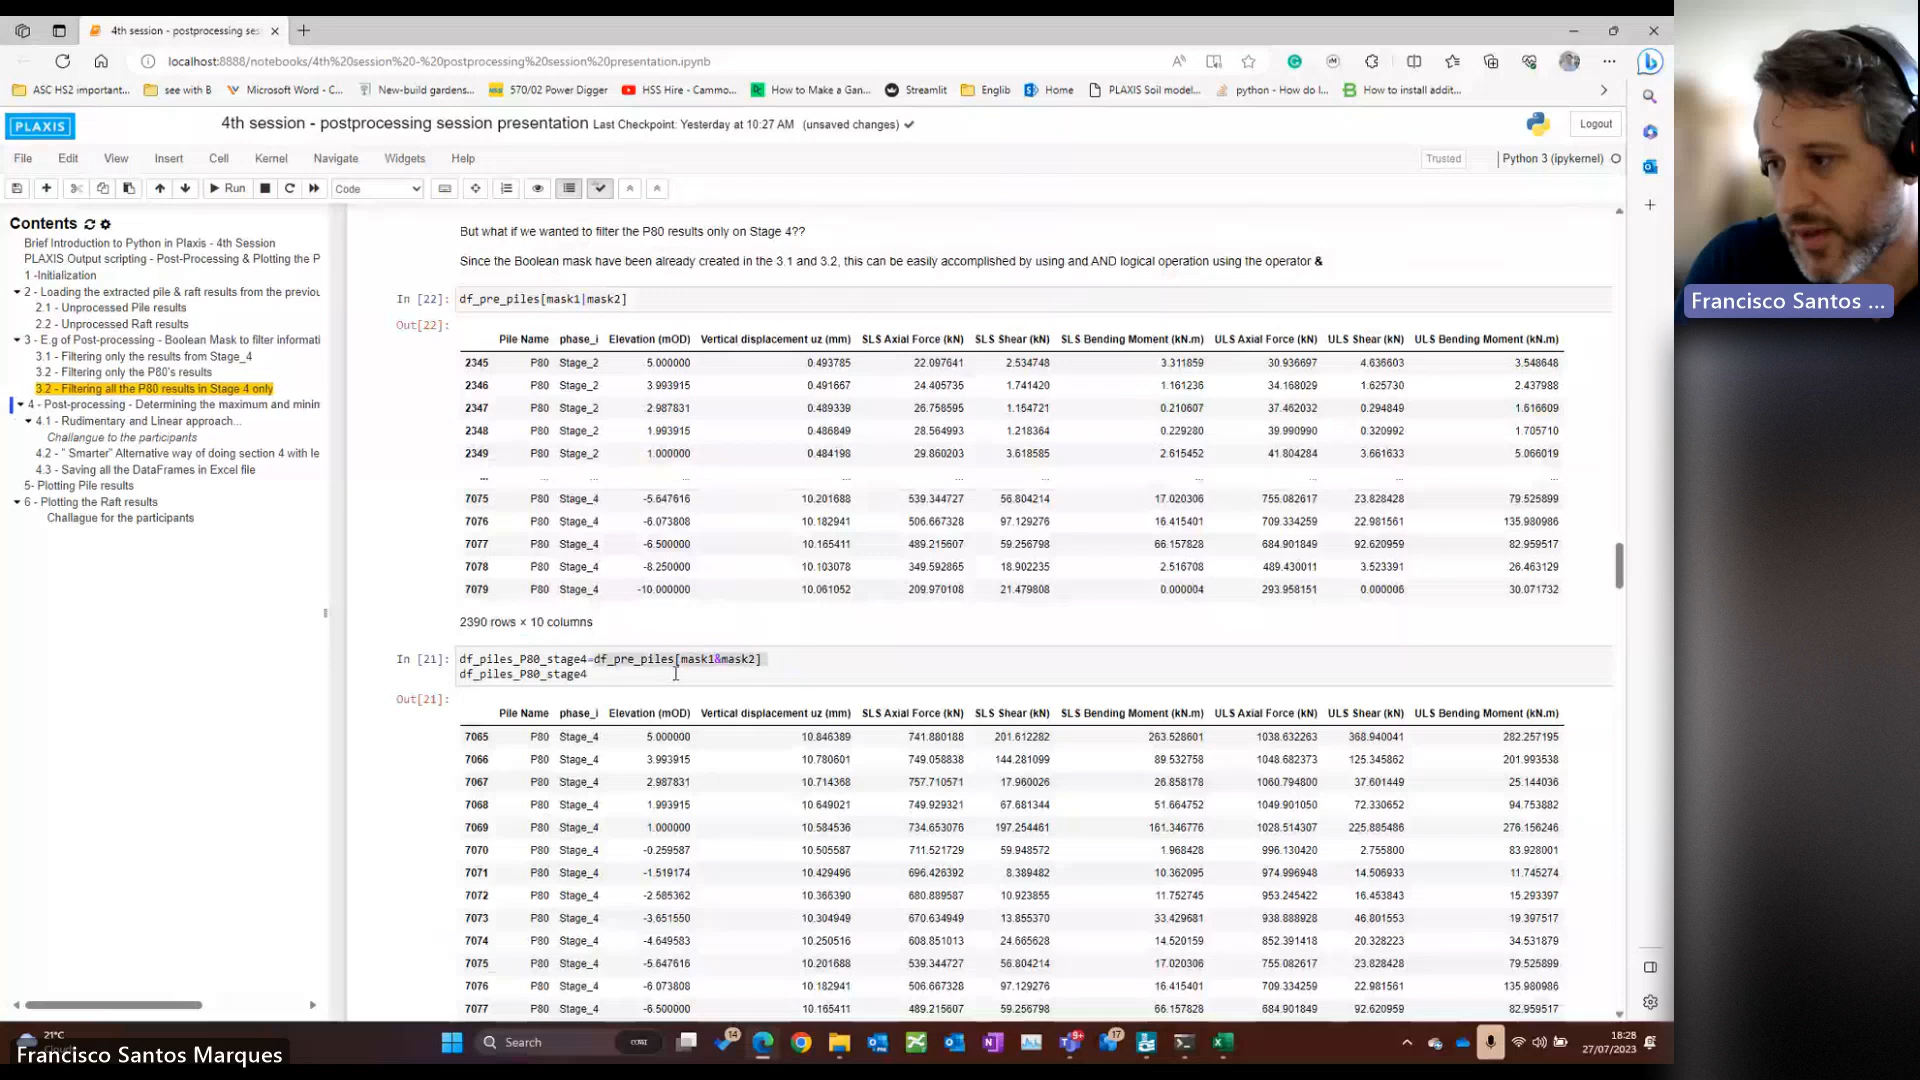 4th session - postprocessing ses
localhost:8888/notebooks/4th%20session%20-%20postprocessing%20session%20presentation.ipynb
ASC HS2 important... see with B Microsoft Word - C... New-build gardens... 570/02 Power Digger HSS Hire - Cammo... How to Make a Gan... Streamlit Englib Home PLAXIS Soil model... python - How do I... How to install addit...
PLAXIS 4th session - postprocessing session presentation Last Checkpoint: Yesterday at 10:27 AM (unsaved changes) Logout
File Edit View Insert Cell Kernel Navigate Widgets Help Trusted Python 3 (ipykernel)
Run Code
Contents
Brief Introduction to Python in Plaxis - 4th Session
PLAXIS Output scripting - Post-Processing & Plotting the P
1 -Initialization
2 - Loading the extracted pile & raft results from the previou
2.1 - Unprocessed Pile results
2.2 - Unprocessed Raft results
3 - E.g of Post-processing - Boolean Mask to filter informati
3.1 - Filtering only the results from Stage_4
3.2 - Filtering only the P80's results
3.2 - Filtering all the P80 results in Stage 4 only
4 - Post-processing - Determining the maximum and minin
4.1 - Rudimentary and Linear approach...
Challangue to the participants
4.2 - " Smarter" Alternative way of doing section 4 with le
4.3 - Saving all the DataFrames in Excel file
5- Plotting Pile results
6 - Plotting the Raft results
Challague for the participants
But what if we wanted to filter the P80 results only on Stage 4??
Since the Boolean mask have been already created in the 3.1 and 3.2, this can be easily accomplished by using and AND logical operation using the operator &
In [22]: df_pre_piles[mask1|mask2]
Out[22]:
Pile Name phase_i Elevation (mOD) Vertical displacement uz (mm) SLS Axial Force (kN) SLS Shear (kN) SLS Bending Moment (kN.m) ULS Axial Force (kN) ULS Shear (kN) ULS Bending Moment (kN.m)
2345 P80 Stage_2 5.000000 0.493785 22.097641 2.534748 3.311859 30.936697 4.636603 3.548648
2346 P80 Stage_2 3.993915 0.491667 24.405735 1.741420 1.161236 34.168029 1.625730 2.437988
2347 P80 Stage_2 2.987831 0.489339 26.758595 1.154721 0.210607 37.462032 0.294849 1.616609
2348 P80 Stage_2 1.993915 0.486849 28.564993 1.218364 0.229280 39.990990 0.320992 1.705710
2349 P80 Stage_2 1.000000 0.484198 29.860203 3.618585 2.615452 41.804284 3.661633 5.066019
... ... ... ... ... ... ... ... ... ... ...
7075 P80 Stage_4 -5.647616 10.201688 539.344727 56.804214 17.020306 755.082617 23.828428 79.525899
7076 P80 Stage_4 -6.073808 10.182941 506.667328 97.129276 16.415401 709.334259 22.981561 135.980986
7077 P80 Stage_4 -6.500000 10.165411 489.215607 59.256798 66.157828 684.901849 92.620959 82.959517
7078 P80 Stage_4 -8.250000 10.103078 349.592865 18.902235 2.516708 489.430011 3.523391 26.463129
7079 P80 Stage_4 -10.000000 10.061052 209.970108 21.479808 0.000004 293.958151 0.000006 30.071732
2390 rows × 10 columns
In [21]: df_piles_P80_stage4=df_pre_piles[mask1&mask2]
df_piles_P80_stage4
Out[21]:
Pile Name phase_i Elevation (mOD) Vertical displacement uz (mm) SLS Axial Force (kN) SLS Shear (kN) SLS Bending Moment (kN.m) ULS Axial Force (kN) ULS Shear (kN) ULS Bending Moment (kN.m)
7065 P80 Stage_4 5.000000 10.846389 741.880188 201.612282 263.528601 1038.632263 368.940041 282.257195
7066 P80 Stage_4 3.993915 10.780601 749.058838 144.281099 89.532758 1048.682373 125.345862 201.993538
7067 P80 Stage_4 2.987831 10.714368 757.710571 17.960026 26.858178 1060.794800 37.601449 25.144036
7068 P80 Stage_4 1.993915 10.649021 749.929321 67.681344 51.664752 1049.901050 72.330652 94.753882
7069 P80 Stage_4 1.000000 10.584536 734.653076 197.254461 161.346776 1028.514307 225.885486 276.156246
7070 P80 Stage_4 -0.259587 10.505587 711.521729 59.948572 1.968428 996.130420 2.755800 83.928001
7071 P80 Stage_4 -1.519174 10.429496 696.426392 8.389482 10.362095 974.996948 14.506933 11.745274
7072 P80 Stage_4 -2.585362 10.366390 680.889587 10.923855 11.752745 953.245422 16.453843 15.293397
7073 P80 Stage_4 -3.651550 10.304949 670.634949 13.855370 33.429681 938.888928 46.801553 19.397517
7074 P80 Stage_4 -4.649583 10.250516 608.851013 24.665628 14.520159 852.391418 20.328223 34.531879
7075 P80 Stage_4 -5.647616 10.201688 539.344727 56.804214 17.020306 755.082617 23.828428 79.525899
7076 P80 Stage_4 -6.073808 10.182941 506.667328 97.129276 16.415401 709.334259 22.981561 135.980986
7077 P80 Stage_4 -6.500000 10.165411 489.215607 59.256798 66.157828 684.901849 92.620959 82.959517
Francisco Santos ...
21°C
Francisco Santos Marques
Search
14
9+
17
18:28
27/07/2023